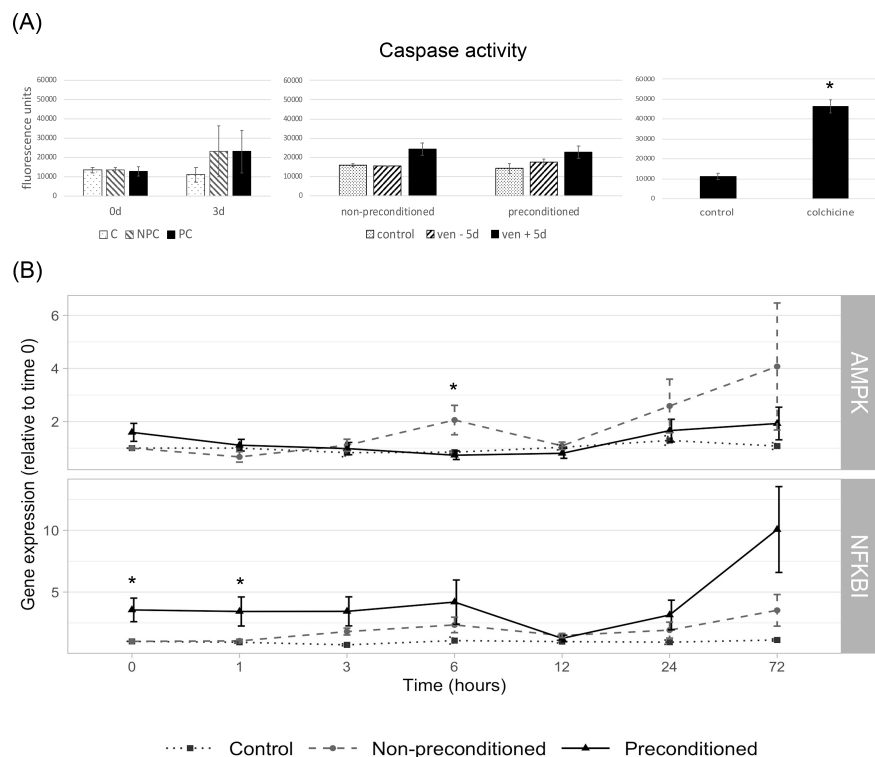 (A)
Caspase activity
fluorescence units
60000
50000
40000
30000
20000
10000
0
0d 3d
C NPC PC
60000
50000
40000
30000
20000
10000
0
non-preconditioned preconditioned
control ven - 5d ven + 5d
60000
50000
40000
30000
20000
10000
0
*
control colchicine
(B)
Gene expression (relative to time 0)
6
4
2
*
AMPK
10
5
* *
NFKBI
0 1 3 6 12 24 72
Time (hours)
Control Non-preconditioned Preconditioned